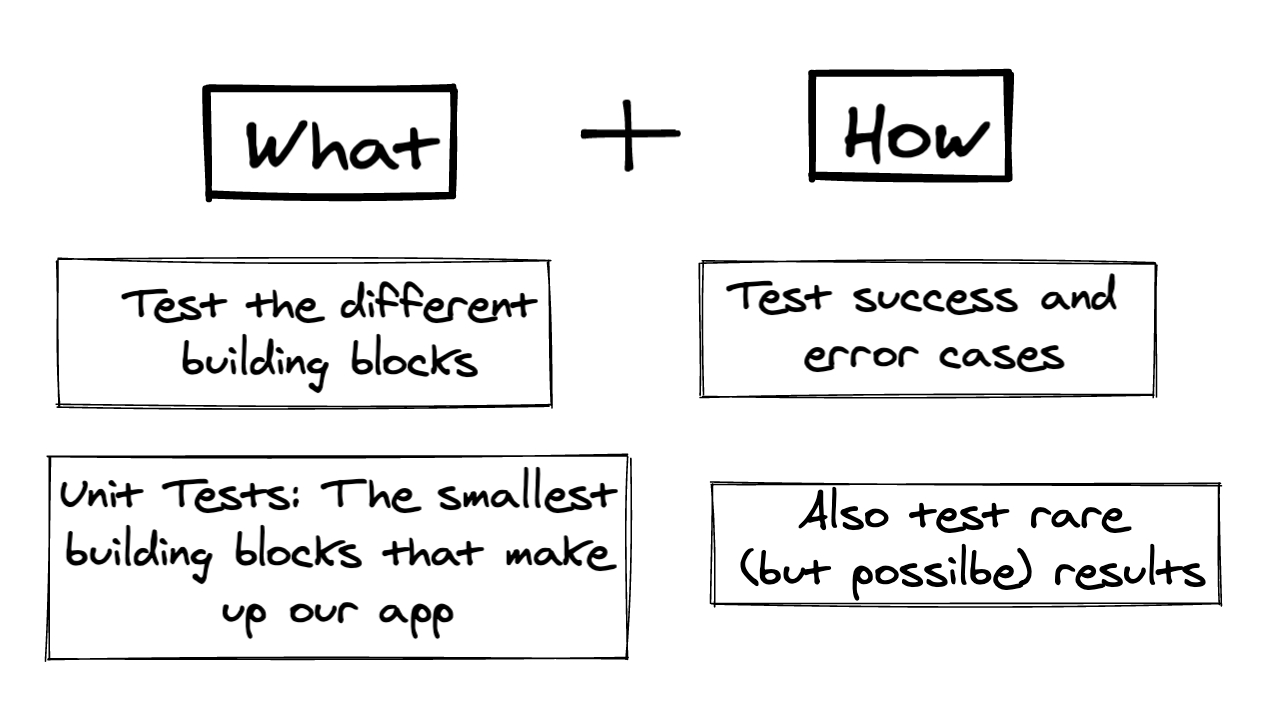 What + How
Test the different
building blocks
Test success and
error cases
Unit Tests: The smallest
building blocks that make
up our app
Also test rare
(but possilbe) results